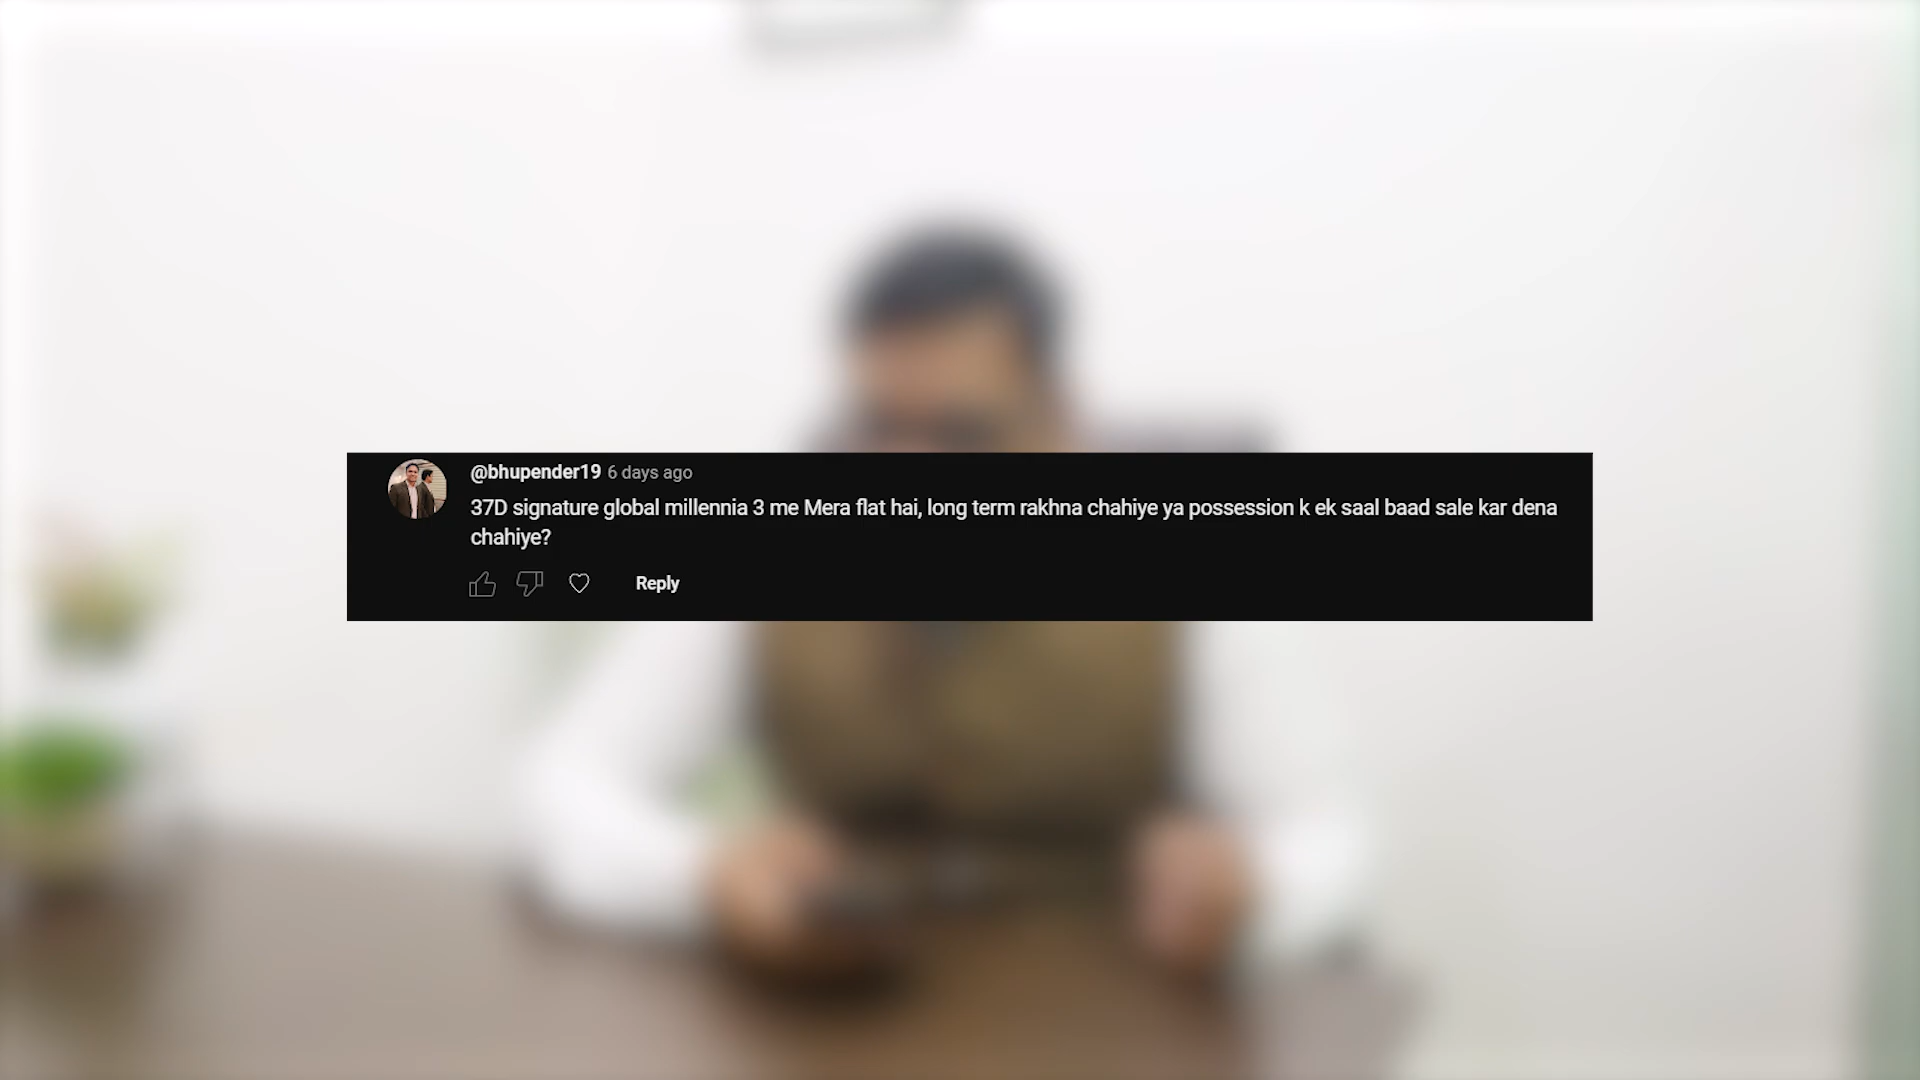 @bhupender19 6 days ago
37D signature global millennia 3 me Mera flat hai, long term rakhna chahiye ya possession k ek saal baad sale kar dena
chahiye?
Reply